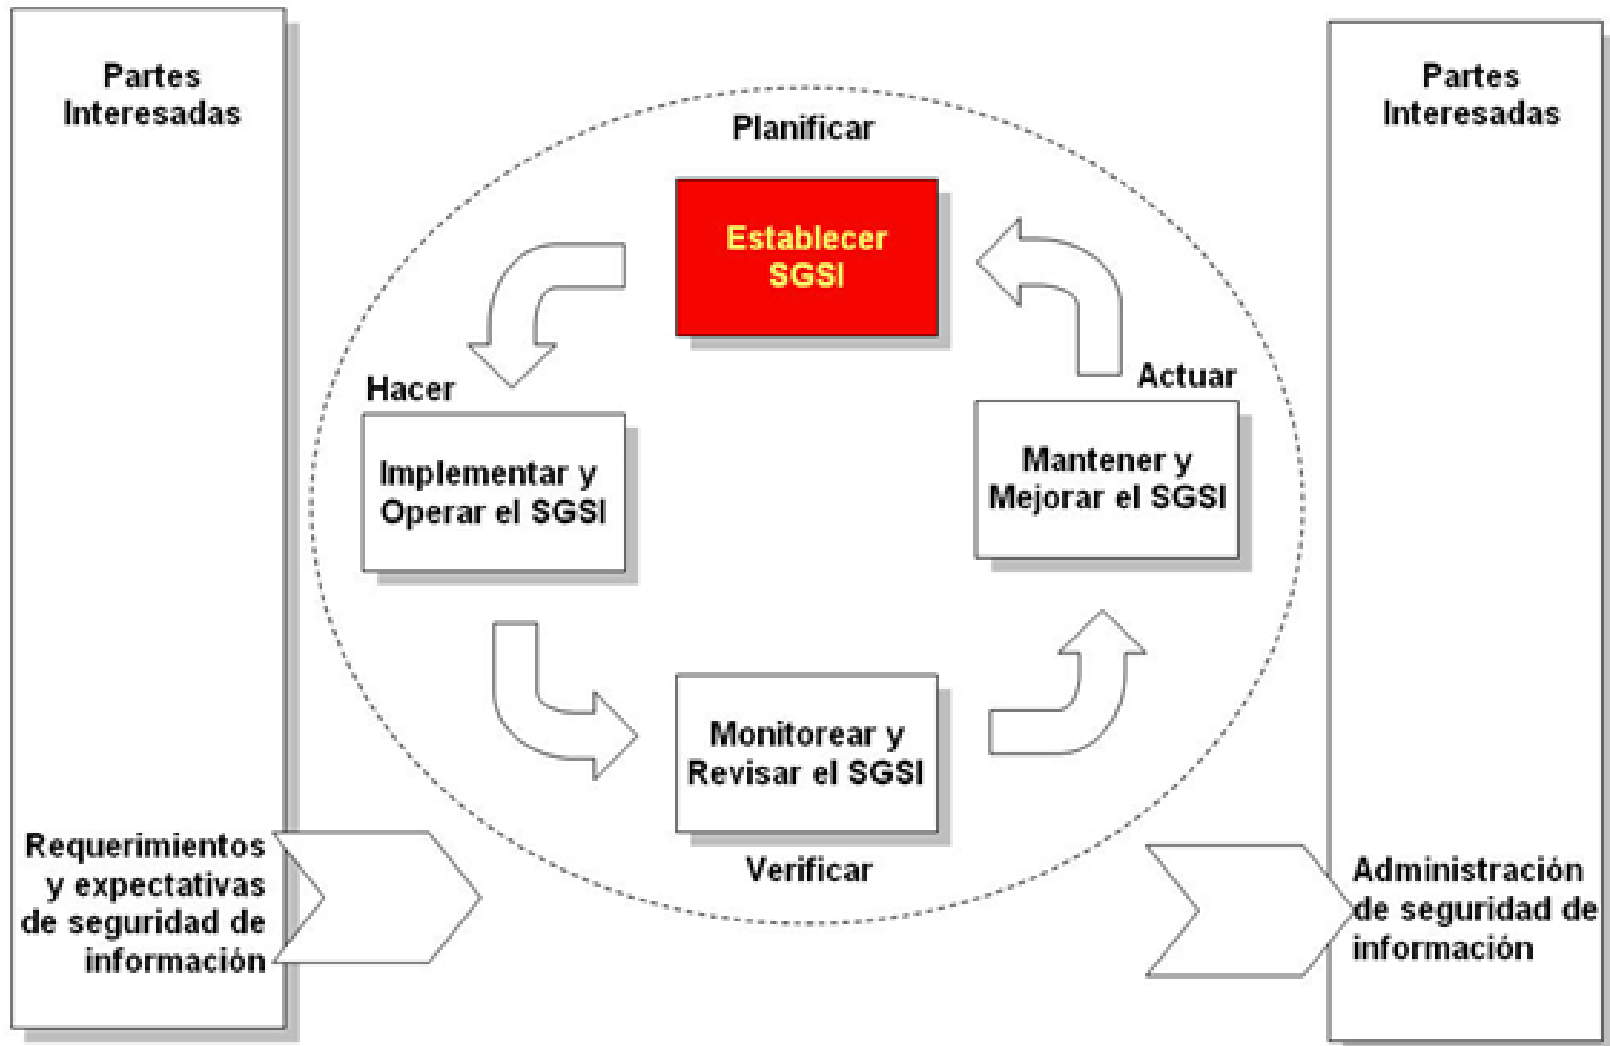 Partes
Interesadas
Requerimientos
y expectativas
de seguridad de
información
Planificar
Establecer
SGSI
Hacer
Implementar y
Operar el SGSI
Actuar
Mantener y
Mejorar el SGSI
Monitorear y
Revisar el SGSI
Verificar
Partes
Interesadas
Administración
de seguridad de
información